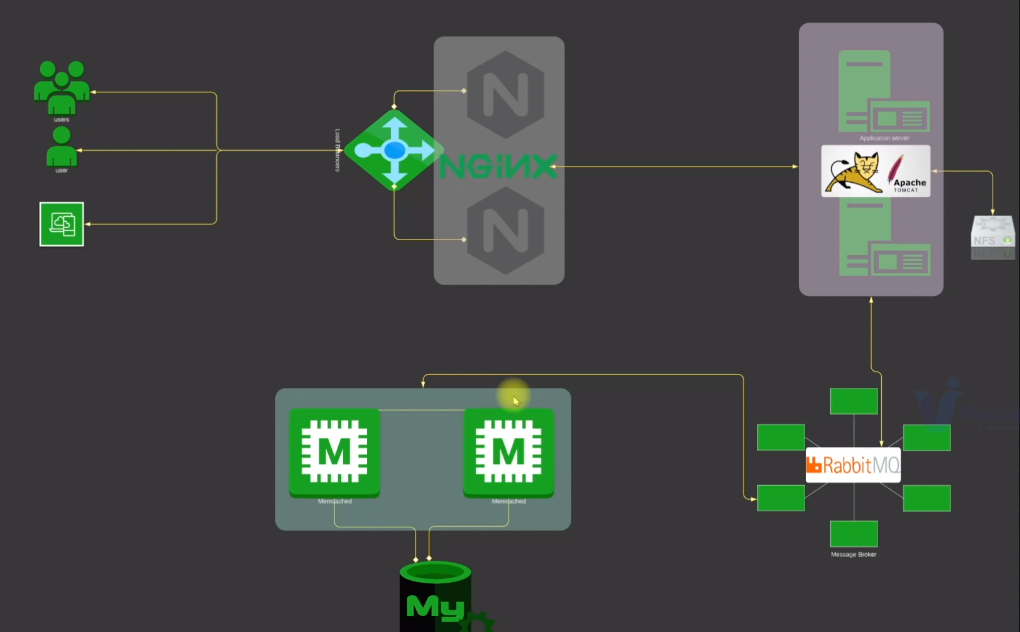 users
user
Load Balancers
N
NGiNX
N
Application server
Apache
TOMCAT
NFS
M
M
Memcached
Memcached
RabbitMQ
Message Broker
My